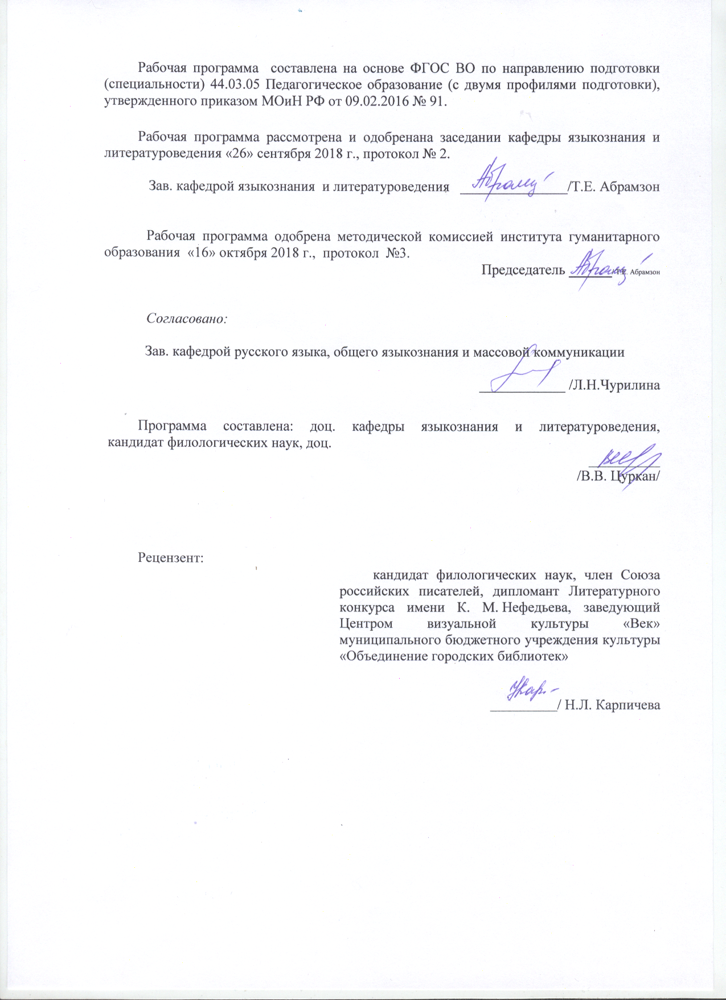 Рабочая программа составлена на основе ФГОС ВО по направлению подготовки
(специальности) 44.03.05 Педагогическое образование (с двумя профилями подготовки),
утвержденного приказом МОиН РФ от 09.02.2016 № 91.
Рабочая программа рассмотрена и одобренана заседании кафедры языкознания и
литературоведения «26» сентября 2018 г., протокол № 2.
Зав. кафедрой языкознания и литературоведения _______________/Т.Е. Абрамзон
Рабочая программа одобрена методической комиссией института гуманитарного
образования «16» октября 2018 г., протокол №3.
Председатель ______/ Т.Е. Абрамзон
Согласовано:
Зав. кафедрой русского языка, общего языкознания и массовой коммуникации
____________ /Л.Н.Чурилина
Программа составлена: доц. кафедры языкознания и литературоведения,
кандидат филологических наук, доц.
__________
/В.В. Цуркан/
Рецензент:
кандидат филологических наук, член Союза
российских писателей, дипломант Литературного
конкурса имени К. М. Нефедьева, заведующий
Центром визуальной культуры «Век»
муниципального бюджетного учреждения культуры
«Объединение городских библиотек»
_________/ Н.Л. Карпичева